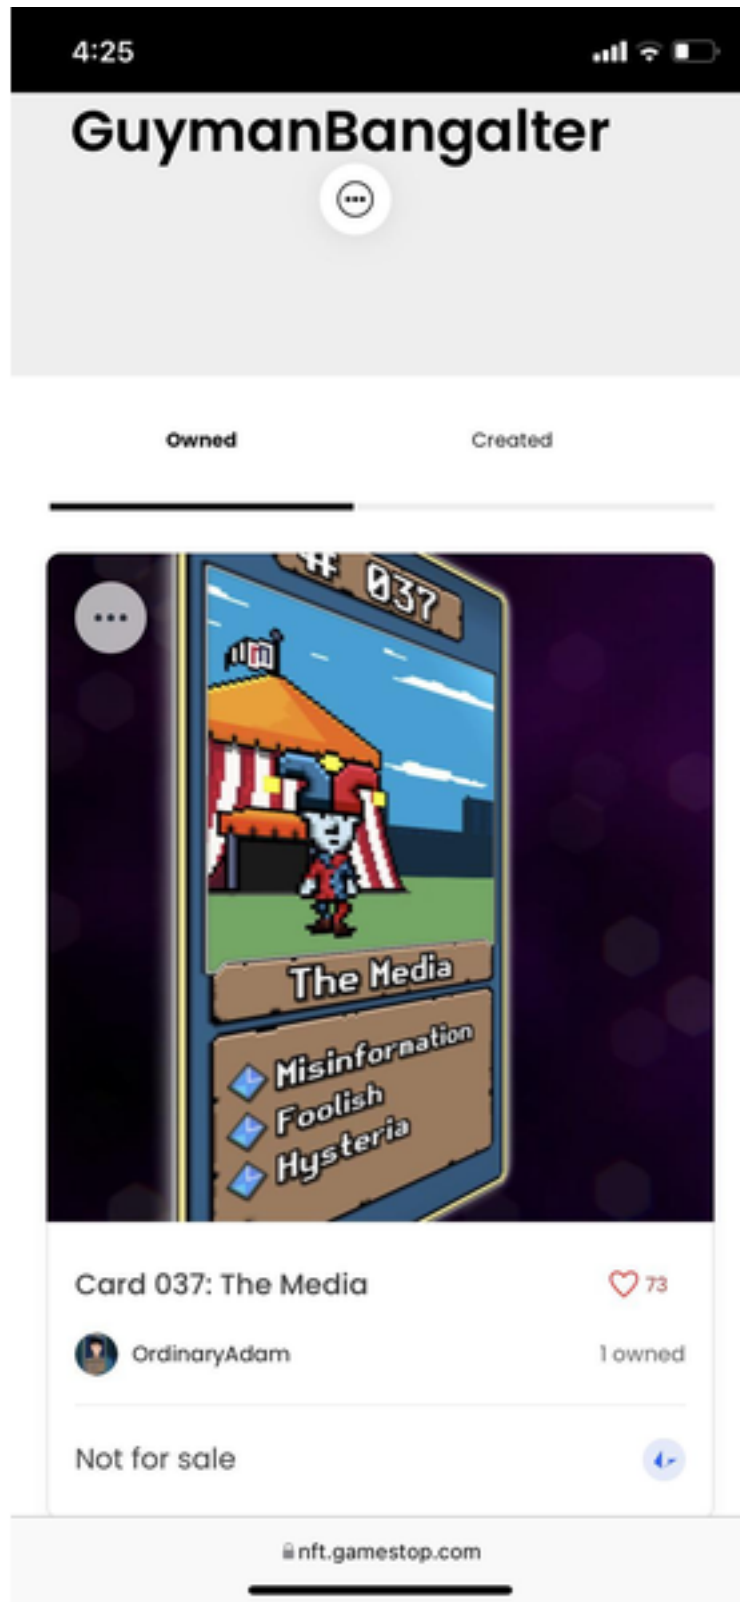 4:25
GuymanBangalter
Owned
Created
# 037
The Media
Misinformation
Foolish
Hysteria
Card 037: The Media
73
OrdinaryAdam
1 owned
Not for sale
nft.gamestop.com